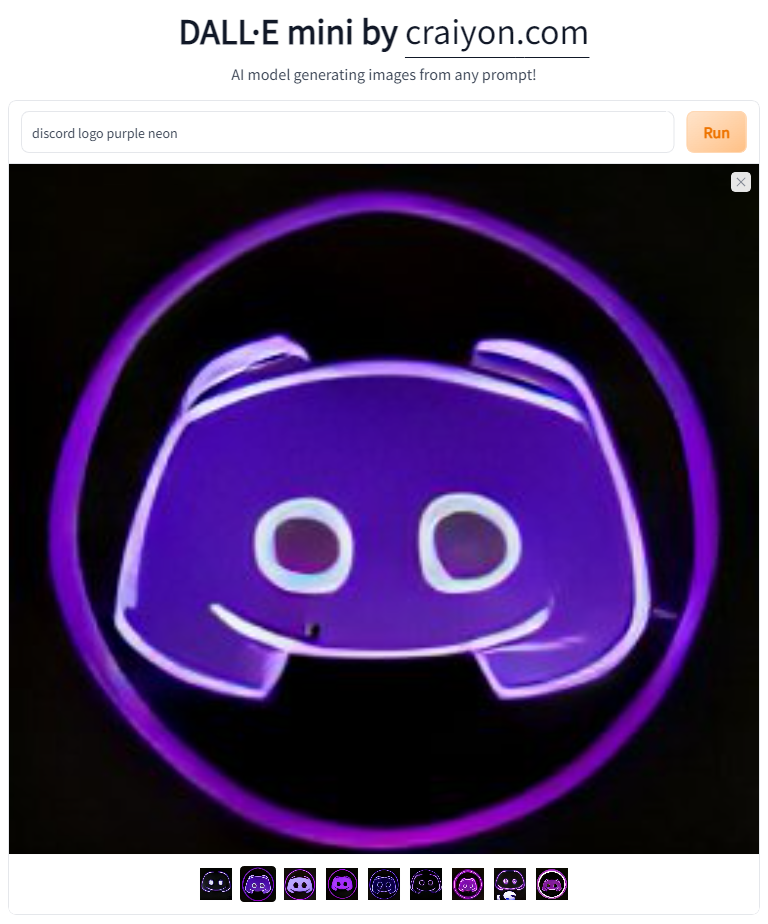 DALL·E mini by craiyon.com
AI model generating images from any prompt!
discord logo purple neon
Run